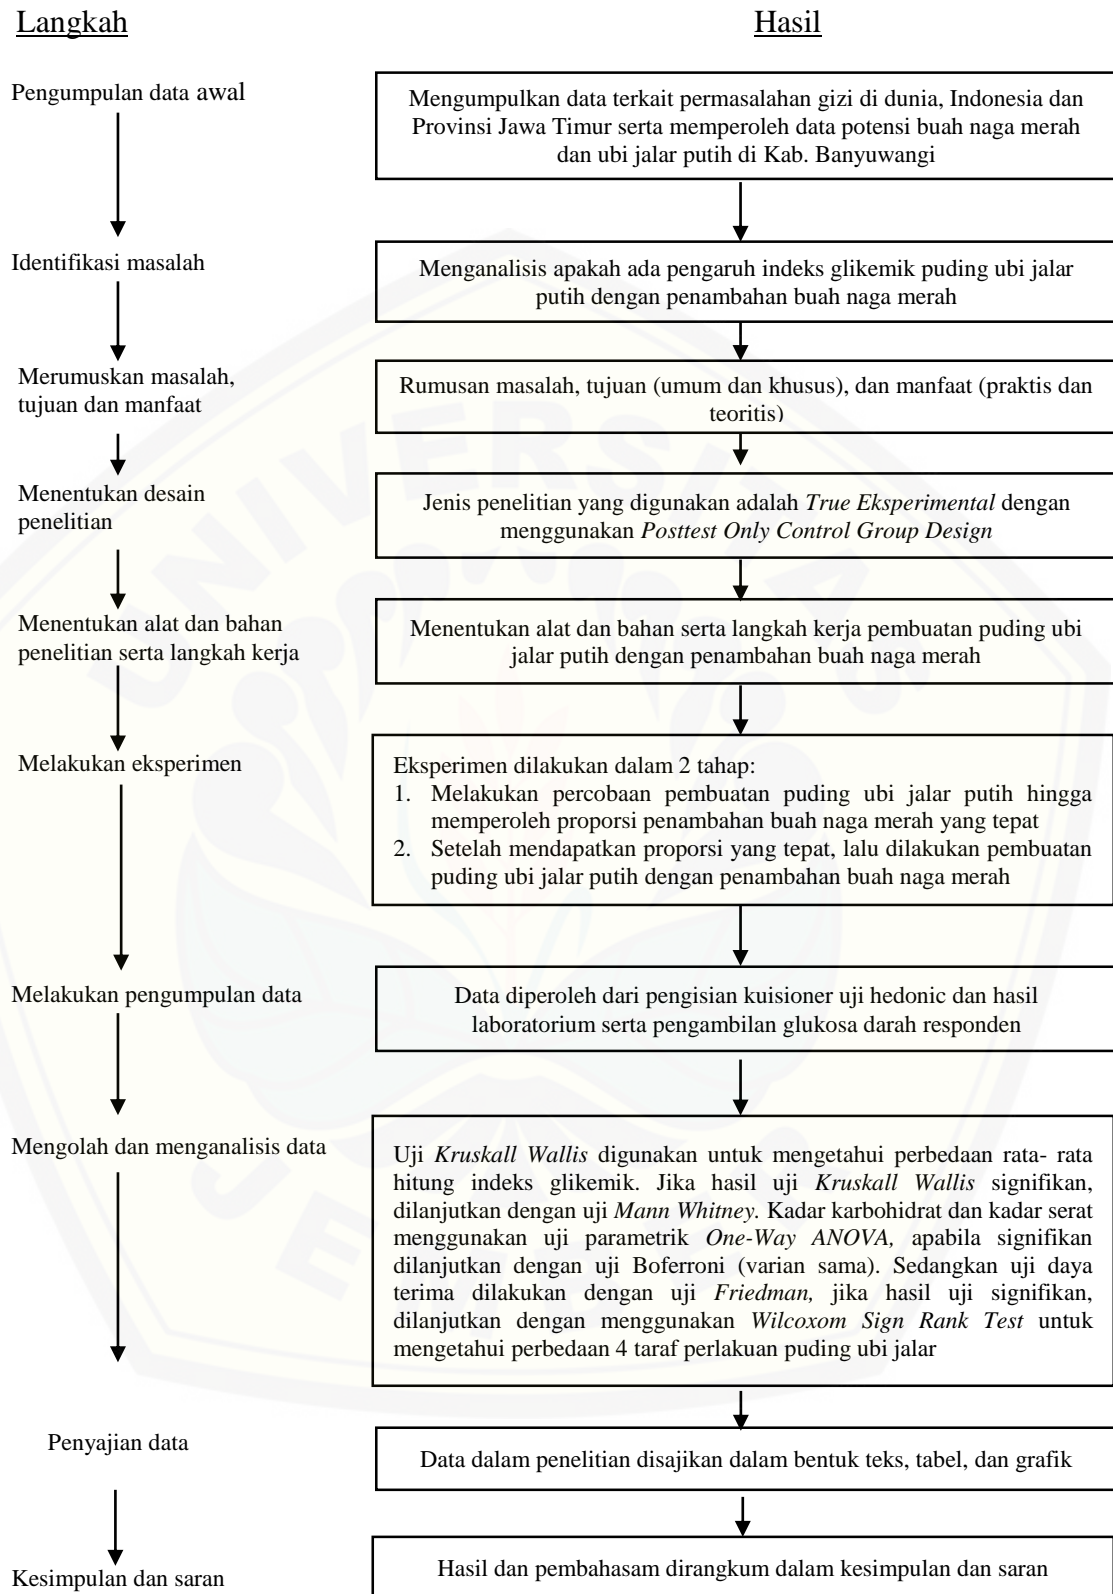 Langkah
Hasil
Pengumpulan data awal
Mengumpulkan data terkait permasalahan gizi di dunia, Indonesia dan
Provinsi Jawa Timur serta memperoleh data potensi buah naga merah
dan ubi jalar putih di Kab. Banyuwangi
Identifikasi masalah
Menganalisis apakah ada pengaruh indeks glikemik puding ubi jalar
putih dengan penambahan buah naga merah
Merumuskan masalah,
tujuan dan manfaat
Rumusan masalah, tujuan (umum dan khusus), dan manfaat (praktis dan
teoritis)
Menentukan desain
penelitian
Jenis penelitian yang digunakan adalah True Eksperimental dengan
menggunakan Posttest Only Control Group Design
Menentukan alat dan bahan
penelitian serta langkah kerja
Menentukan alat dan bahan serta langkah kerja pembuatan puding ubi
jalar putih dengan penambahan buah naga merah
Melakukan eksperimen
Eksperimen dilakukan dalam 2 tahap:
1. Melakukan percobaan pembuatan puding ubi jalar putih hingga
memperoleh proporsi penambahan buah naga merah yang tepat
2. Setelah mendapatkan proporsi yang tepat, lalu dilakukan pembuatan
puding ubi jalar putih dengan penambahan buah naga merah
Melakukan pengumpulan data
Data diperoleh dari pengisian kuisioner uji hedonic dan hasil
laboratorium serta pengambilan glukosa darah responden
Mengolah dan menganalisis data
Uji Kruskall Wallis digunakan untuk mengetahui perbedaan rata- rata
hitung indeks glikemik. Jika hasil uji Kruskall Wallis signifikan,
dilanjutkan dengan uji Mann Whitney. Kadar karbohidrat dan kadar serat
menggunakan uji parametrik One-Way ANOVA, apabila signifikan
dilanjutkan dengan uji Boferroni (varian sama). Sedangkan uji daya
terima dilakukan dengan uji Friedman, jika hasil uji signifikan,
dilanjutkan dengan menggunakan Wilcoxom Sign Rank Test untuk
mengetahui perbedaan 4 taraf perlakuan puding ubi jalar
Penyajian data
Data dalam penelitian disajikan dalam bentuk teks, tabel, dan grafik
Kesimpulan dan saran
Hasil dan pembahasam dirangkum dalam kesimpulan dan saran
UNIVERSITAS
JEMBER